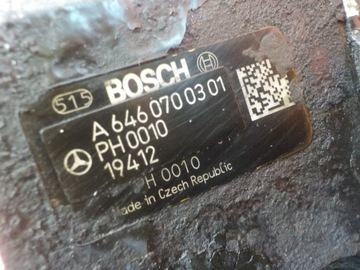 515 BOSCH
A 646 070 03 01
PH0010
19412
H 0010
Made in Czech Republic